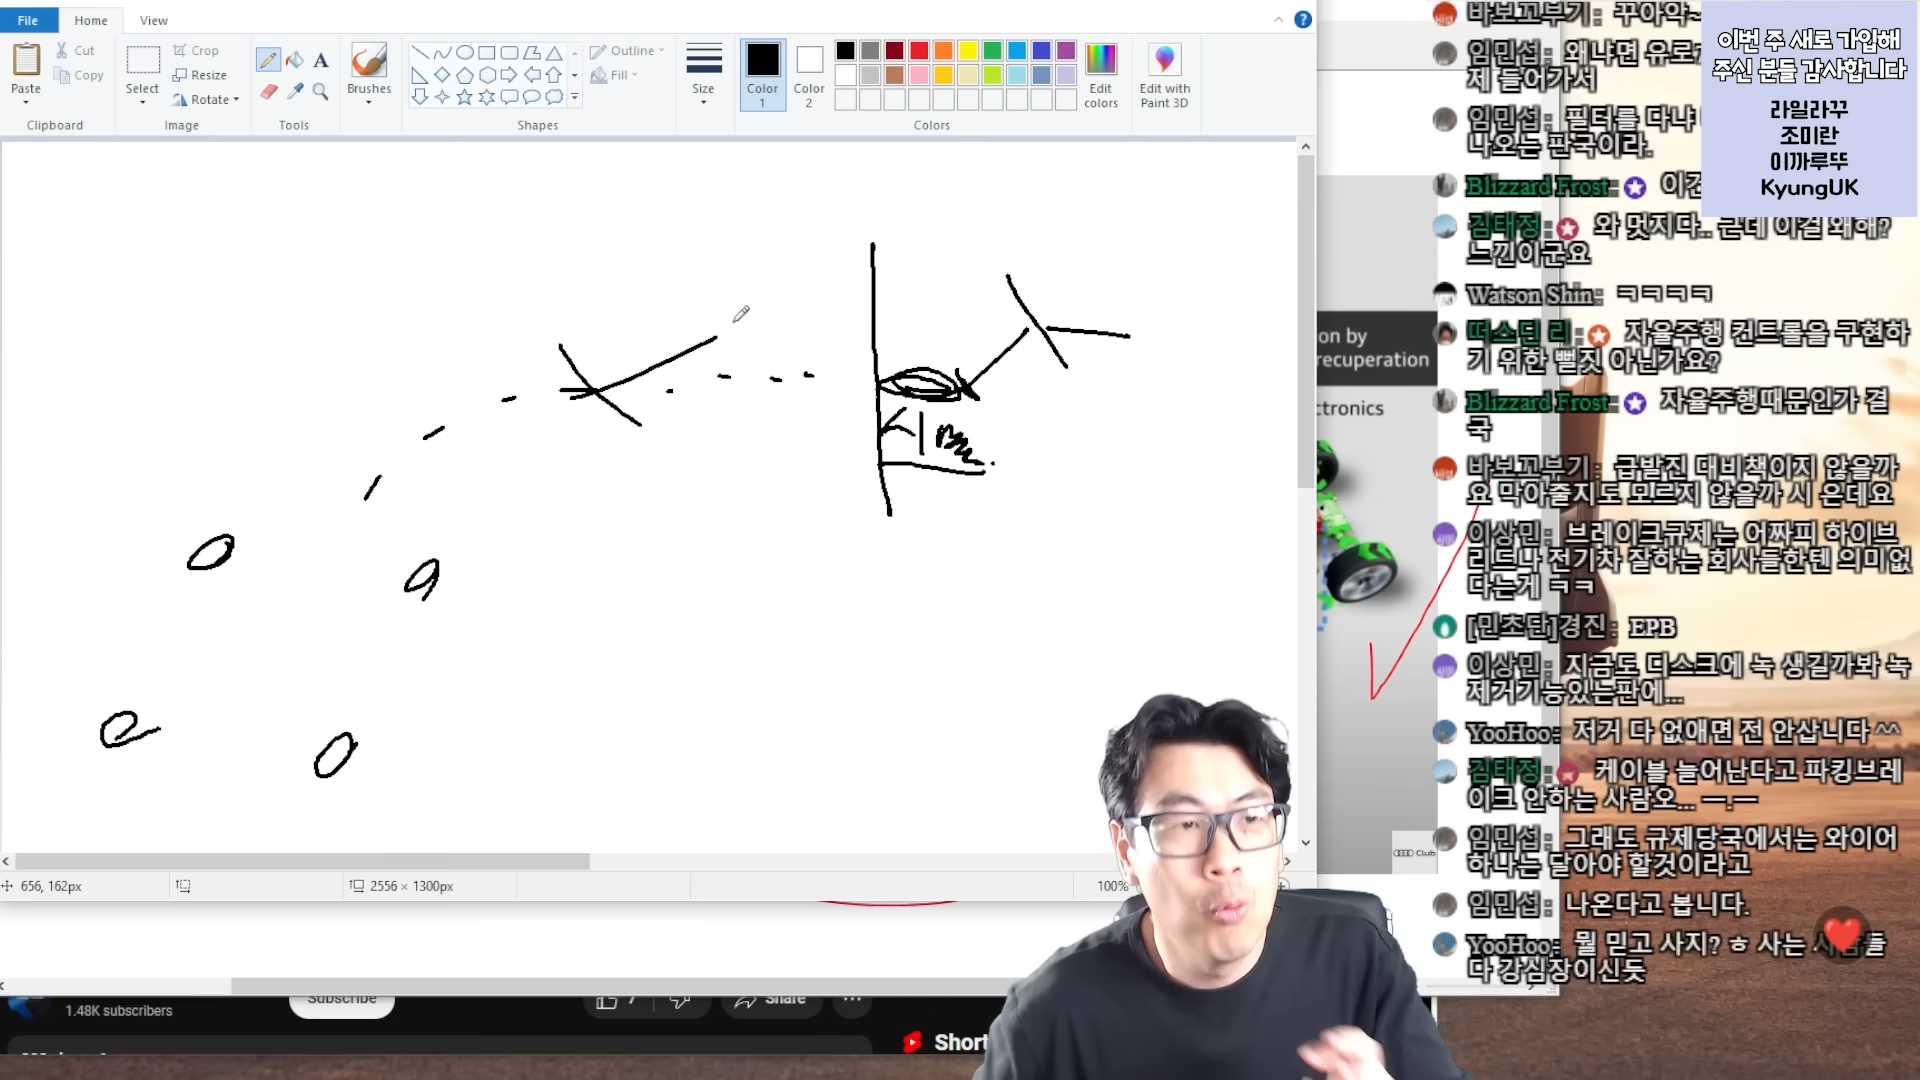 File
Home
View
Paste
Cut
Copy
Clipboard
Select
Crop
Resize
Rotate
Image
Tools
Brushes
Shapes
Outline
Fill
Size
Color 1
Color 2
Edit colors
Colors
Edit with Paint 3D
656, 162px
2556 × 1300px
100%
1.48K subscribers
Subscribe
7
Share
Short
on by
recuperation
ctronics
Club
이번 주 새로 가입해
주신 분들 감사합니다
라일라꾸
조미란
이까루뚜
KyungUK
바보꼬부기: 꾸아악~
임민섭: 왜냐면 유로7
제 들어가서
임민섭: 필터를 다냐
나오는 판국이라.
Blizzard Frost: 이건
김태정: 와 멋지다.. 근데 이걸 왜해?
느낀이군요
Watson Shin: ㅋㅋㅋㅋ
떠스딘 리: 자율주행 컨트롤을 구현하
기 위한 뻘짓 아닌가요?
Blizzard Frost: 자율주행때문인가 결
국
바보꼬부기: 급발진 대비책이지 않을까
요 막아줄지도 모르지 않을까 시 은데요
이상민: 브레이크규제는 어짜피 하이브
리드나 전기차 잘하는 회사들한텐 의미없
다는게 ㅋㅋ
[민초단]경진: EPB
이상민: 지금도 디스크에 녹 생길까봐 녹
제거기능있는판에...
YooHoo: 저거 다 없애면 전 안삽니다 ^^
김태정: 케이블 늘어난다고 파킹브레
이크 안하는 사람오... ㅡ.ㅡ
임민섭: 그래도 규제당국에서는 와이어
하나는 달아야 할것이라고
임민섭: 나온다고 봅니다.
YooHoo: 뭘 믿고 사지? ㅎ 사는
다 강심장이신듯